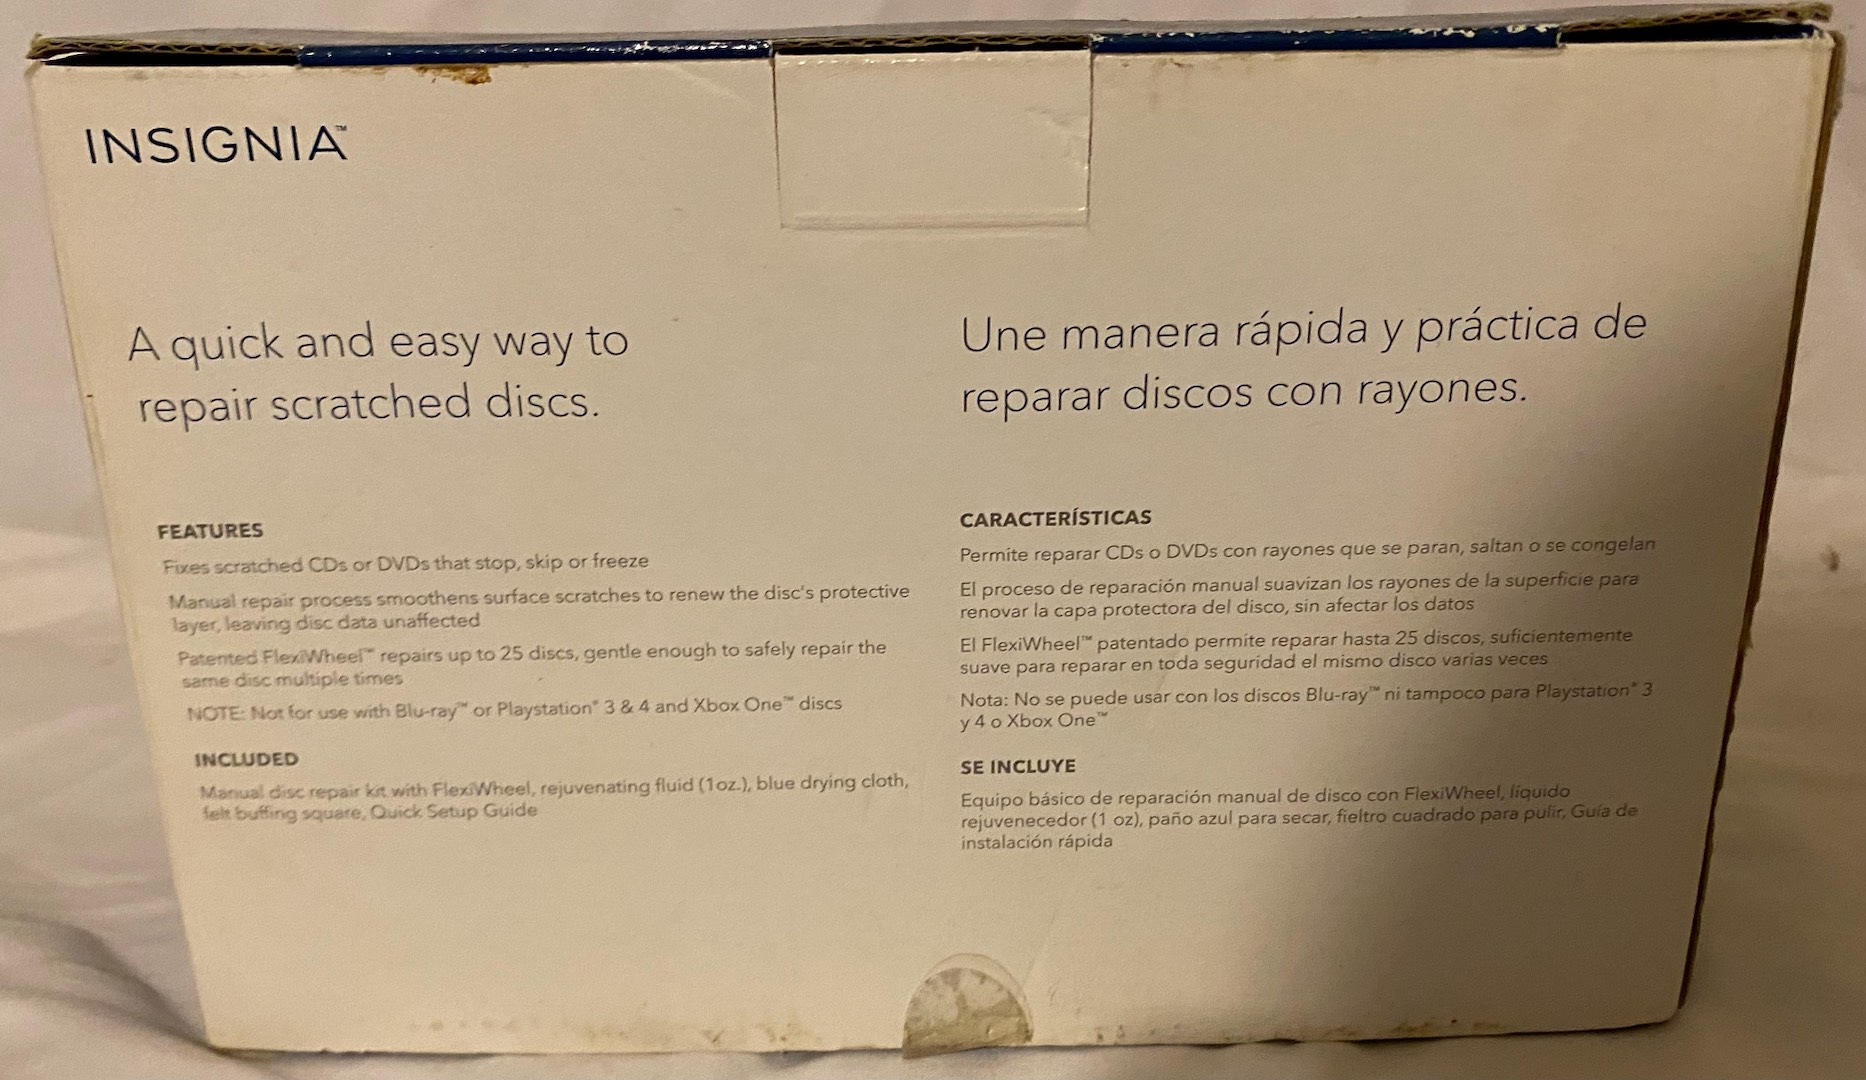 INSIGNIA™
A quick and easy way to
repair scratched discs.
FEATURES
Fixes scratched CDs or DVDs that stop, skip or freeze
Manual repair process smoothens surface scratches to renew the disc's protective
layer, leaving disc data unaffected
Patented FlexiWheel™ repairs up to 25 discs, gentle enough to safely repair the
same disc multiple times
NOTE: Not for use with Blu-ray™ or Playstation® 3 & 4 and Xbox One™ discs
INCLUDED
Manual disc repair kit with FlexiWheel, rejuvenating fluid (1oz.), blue drying cloth,
felt buffing square, Quick Setup Guide
Une manera rápida y práctica de
reparar discos con rayones.
CARACTERÍSTICAS
Permite reparar CDs o DVDs con rayones que se paran, saltan o se congelan
El proceso de reparación manual suavizan los rayones de la superficie para
renovar la capa protectora del disco, sin afectar los datos
El FlexiWheel™ patentado permite reparar hasta 25 discos, suficientemente
suave para reparar en toda seguridad el mismo disco varias veces
Nota: No se puede usar con los discos Blu-ray™ ni tampoco para Playstation® 3
y 4 o Xbox One™
SE INCLUYE
Equipo básico de reparación manual de disco con FlexiWheel, líquido
rejuvenecedor (1 oz), paño azul para secar, fieltro cuadrado para pulir, Guía de
instalación rápida